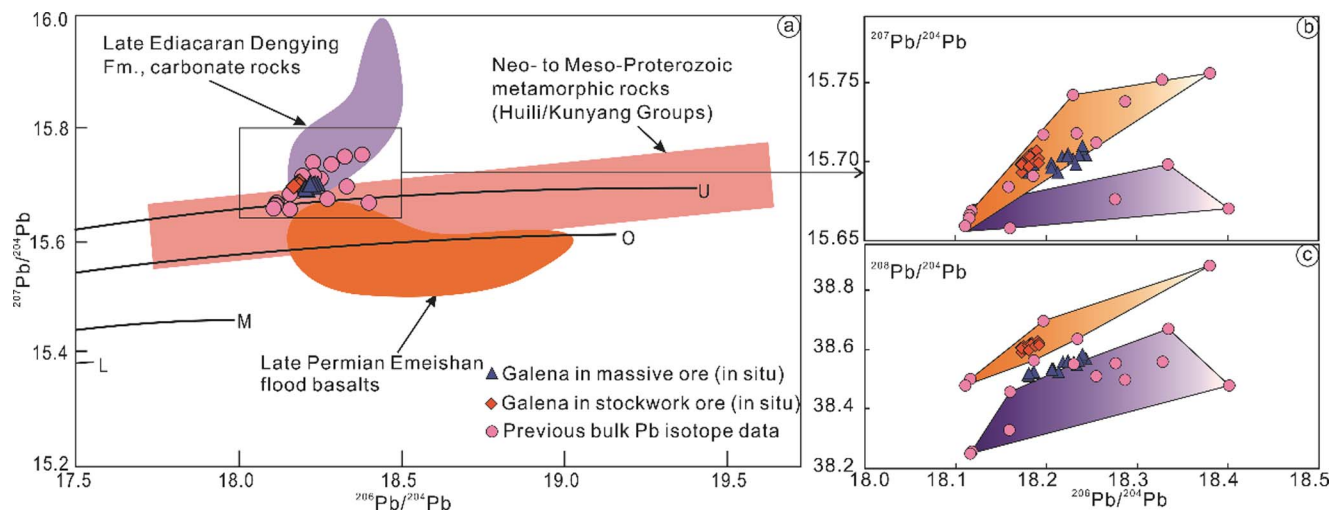 16.0
15.8
15.6
15.4
15.2
²⁰⁷Pb/²⁰⁴Pb
17.5
18.0
18.5
19.0
19.5
²⁰⁶Pb/²⁰⁴Pb
a
Late Ediacaran Dengying
Fm., carbonate rocks
Neo- to Meso-Proterozoic
metamorphic rocks
(Huili/Kunyang Groups)
U
O
M
L
Late Permian Emeishan
flood basalts
Galena in massive ore (in situ)
Galena in stockwork ore (in situ)
Previous bulk Pb isotope data
b
²⁰⁷Pb/²⁰⁴Pb
15.75
15.70
15.65
c
²⁰⁸Pb/²⁰⁴Pb
38.8
38.6
38.4
38.2
18.0
18.1
18.2
18.3
18.4
18.5
²⁰⁶Pb/²⁰⁴Pb